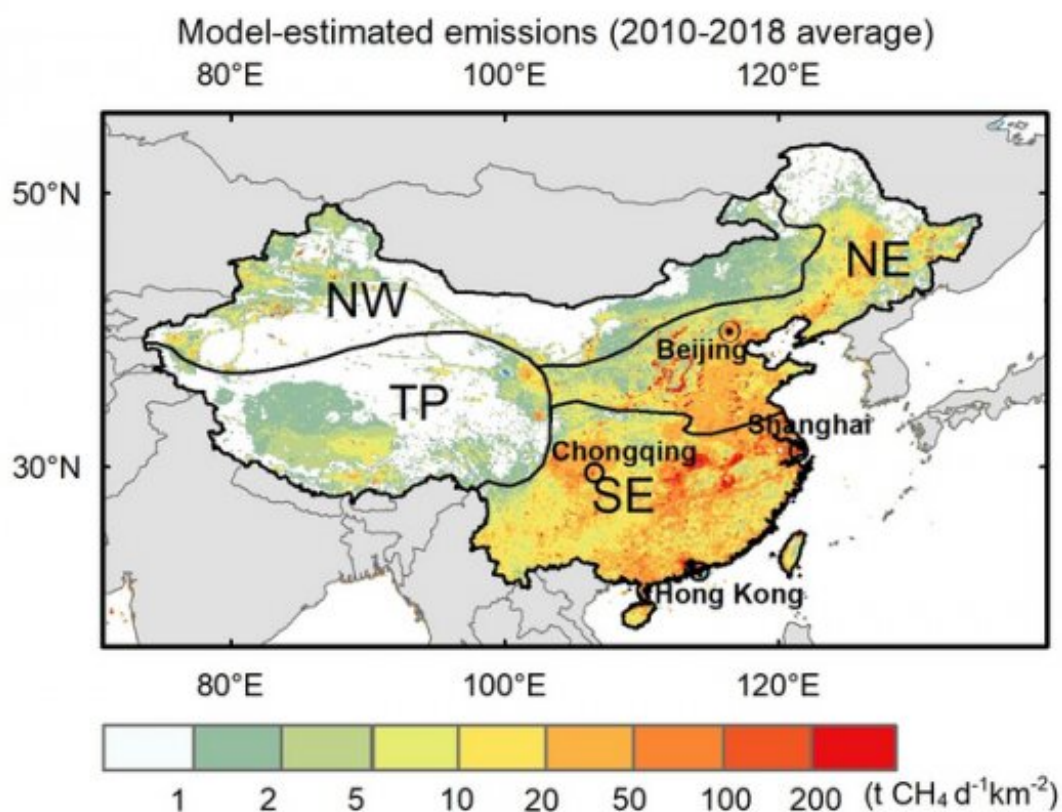 Model-estimated emissions (2010-2018 average)
80°E 100°E 120°E
50°N
NE
NW
Beijing
TP
Shanghai
30°N
Chongqing
SE
Hong Kong
80°E 100°E 120°E
1 2 5 10 20 50 100 200 (t CH₄ d⁻¹km⁻²)